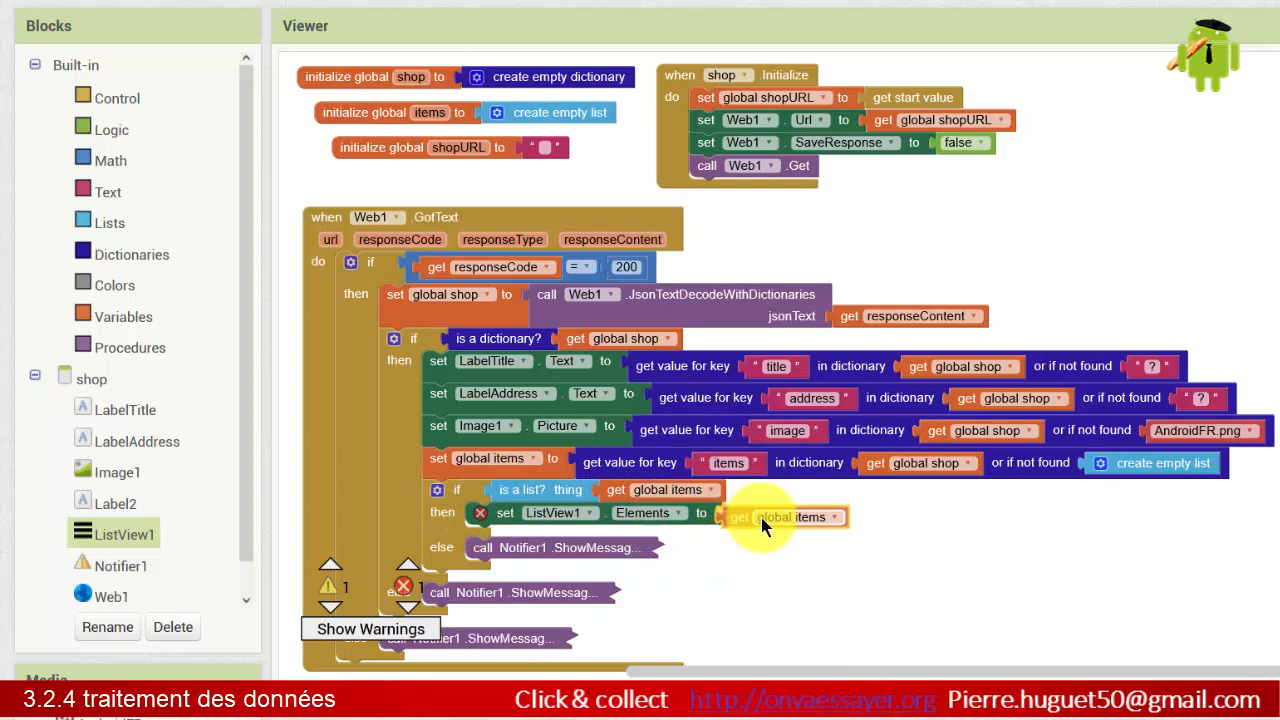 Blocks
Viewer
Built-in
Control
Logic
Math
Text
Lists
Dictionaries
Colors
Variables
Procedures
shop
LabelTitle
LabelAddress
Image1
Label2
ListView1
Notifier1
Web1
Rename Delete
initialize global shop to create empty dictionary
initialize global items to create empty list
initialize global shopURL to " "
when shop .Initialize
do set global shopURL to get start value
set Web1 . Url to get global shopURL
set Web1 . SaveResponse to false
call Web1 .Get
when Web1 .GotText
url responseCode responseType responseContent
do if get responseCode = 200
then set global shop to call Web1 .JsonTextDecodeWithDictionaries
jsonText get responseContent
if is a dictionary? get global shop
then set LabelTitle . Text to get value for key " title " in dictionary get global shop or if not found " ? "
set LabelAddress . Text to get value for key " address " in dictionary get global shop or if not found " ? "
set Image1 . Picture to get value for key " image " in dictionary get global shop or if not found AndroidFR.png
set global items to get value for key " items " in dictionary get global shop or if not found create empty list
if is a list? thing get global items
then set ListView1 . Elements to get global items
else call Notifier1 .ShowMessag...
call Notifier1 .ShowMessag...
1 1
Show Warnings
Notifier1 .ShowMessag...
3.2.4 traitement des données Click & collect http://onvaessayer.org Pierre.huguet50@gmail.com